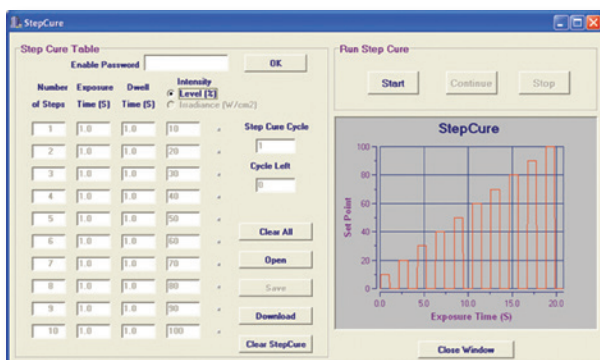 StepCure
Step Cure Table
Enable Password
OK
Number of Steps
Exposure Time (S)
Dwell Time (S)
Intensity
Level (%)
Irradiance (W/cm2)
1 1.0 1.0 10
2 1.0 1.0 20
3 1.0 1.0 30
4 1.0 1.0 40
5 1.0 1.0 50
6 1.0 1.0 60
7 1.0 1.0 70
8 1.0 1.0 80
9 1.0 1.0 90
10 1.0 1.0 100
Step Cure Cycle
1
Cycle Left
0
Clear All
Open
Save
Download
Clear StepCure
Run Step Cure
Start Continue Stop
StepCure
Set Point
100
80
60
40
20
0
0.0 5.0 10.0 15.0 20.0
Exposure Time (S)
Close Window